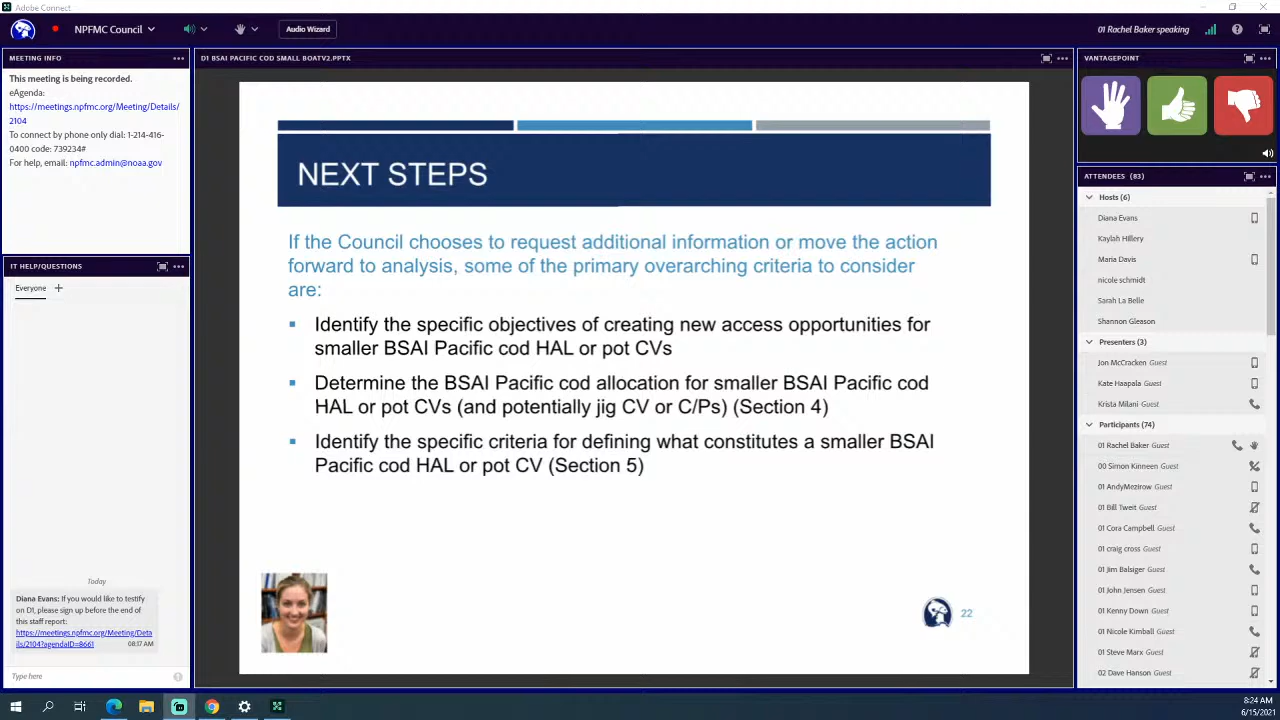 Adobe Connect
NPFMC Council
Audio Wizard
01 Rachel Baker speaking
MEETING INFO
This meeting is being recorded.
eAgenda:
https://meetings.npfmc.org/Meeting/Details/
2104
To connect by phone only dial: 1-214-416-
0400 code: 739234#
For help, email: npfmc.admin@noaa.gov
IT HELP/QUESTIONS
Everyone
Today
Diana Evans: If you would like to testify
on D1, please sign up before the end of
this staff report:
https://meetings.npfmc.org/Meeting/Deta
ils/2104?agendaID=8661
08:17 AM
Type here
D1 BSAI PACIFIC COD SMALL BOATV2.PPTX
NEXT STEPS
If the Council chooses to request additional information or move the action
forward to analysis, some of the primary overarching criteria to consider
are:
Identify the specific objectives of creating new access opportunities for
smaller BSAI Pacific cod HAL or pot CVs
Determine the BSAI Pacific cod allocation for smaller BSAI Pacific cod
HAL or pot CVs (and potentially jig CV or C/Ps) (Section 4)
Identify the specific criteria for defining what constitutes a smaller BSAI
Pacific cod HAL or pot CV (Section 5)
22
VANTAGEPOINT
ATTENDEES (83)
Hosts (6)
Diana Evans
Kaylah Hillery
Maria Davis
nicole schmidt
Sarah La Belle
Shannon Gleason
Presenters (3)
Jon McCracken Guest
Kate Haapala Guest
Krista Milani Guest
Participants (74)
01 Rachel Baker Guest
00 Simon Kinneen Guest
01 AndyMezirow Guest
01 Bill Tweit Guest
01 Cora Campbell Guest
01 craig cross Guest
01 Jim Balsiger Guest
01 John Jensen Guest
01 Kenny Down Guest
01 Nicole Kimball Guest
01 Steve Marx Guest
02 Dave Hanson Guest
8:24 AM
6/15/2021